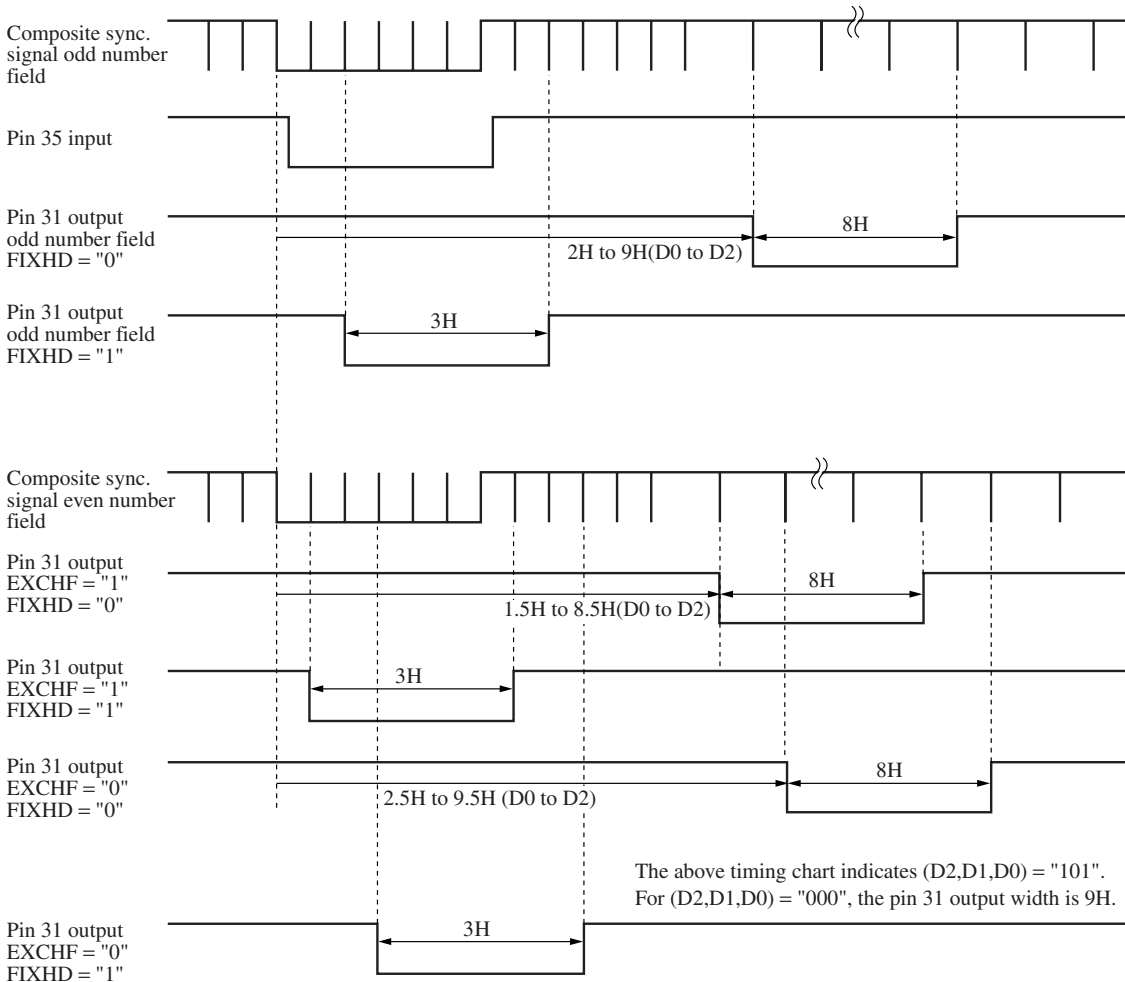 Composite sync.
signal odd number
field
Pin 35 input
Pin 31 output
odd number field
FIXHD = "0"
8H
2H to 9H(D0 to D2)
Pin 31 output
odd number field
FIXHD = "1"
3H
Composite sync.
signal even number
field
Pin 31 output
EXCHF = "1"
FIXHD = "0"
8H
1.5H to 8.5H(D0 to D2)
Pin 31 output
EXCHF = "1"
FIXHD = "1"
3H
Pin 31 output
EXCHF = "0"
FIXHD = "0"
8H
2.5H to 9.5H (D0 to D2)
The above timing chart indicates (D2,D1,D0) = "101".
For (D2,D1,D0) = "000", the pin 31 output width is 9H.
Pin 31 output
EXCHF = "0"
FIXHD = "1"
3H